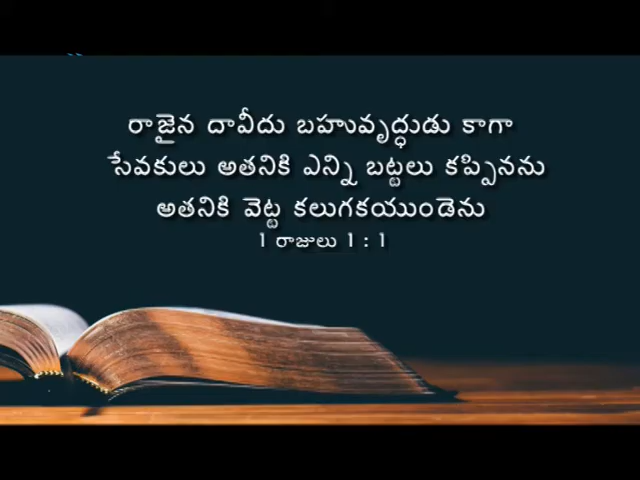 రాజైన దావీదు బహువృద్ధుడు కాగా
సేవకులు అతనికి ఎన్ని బట్టలు కప్పినను
అతనికి వెట్ట కలుగకయుండెను
1 రాజులు 1 : 1